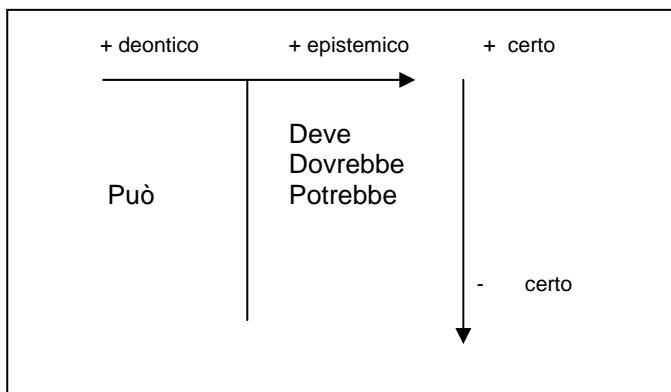 + deontico + epistemico + certo
Deve
Dovrebbe
Può Potrebbe
- certo